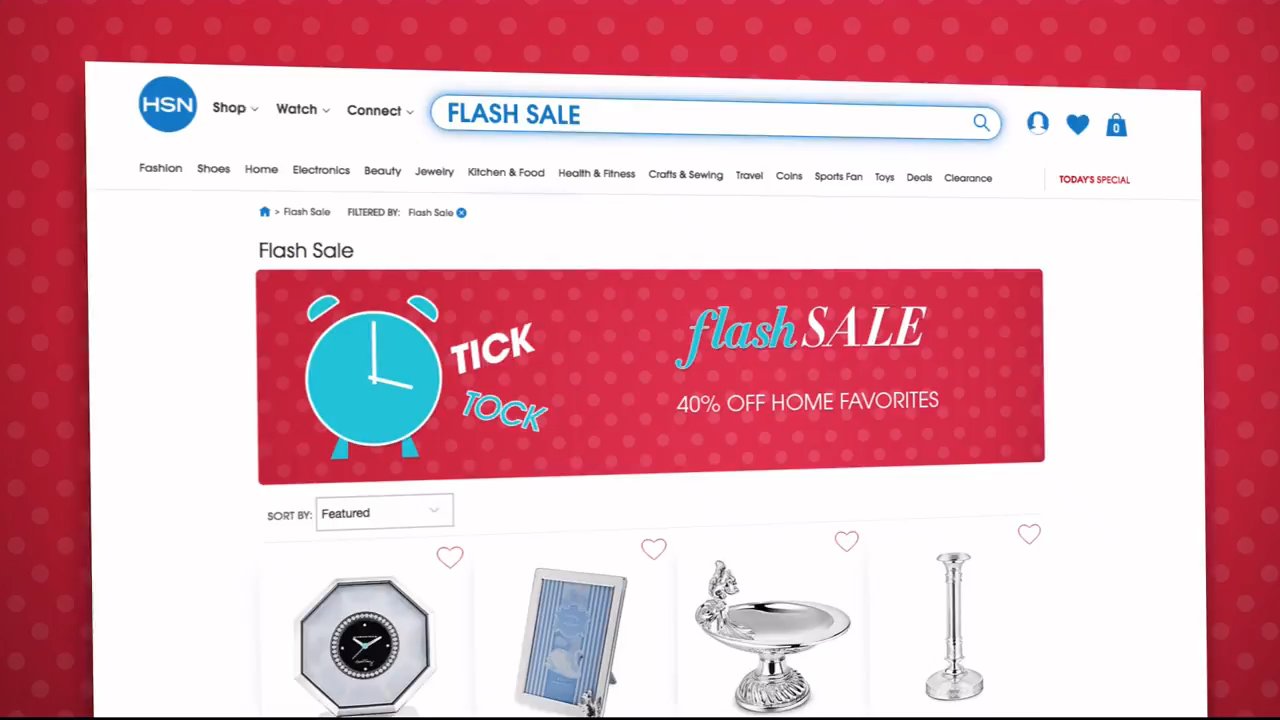 HSN
Shop
Watch
Connect
FLASH SALE
0
Fashion
Shoes
Home
Electronics
Beauty
Jewelry
Kitchen & Food
Health & Fitness
Crafts & Sewing
Travel
Coins
Sports Fan
Toys
Deals
Clearance
TODAY'S SPECIAL
> Flash Sale
FILTERED BY: Flash Sale
Flash Sale
TICK
TOCK
flash SALE
40% OFF HOME FAVORITES
SORT BY: Featured